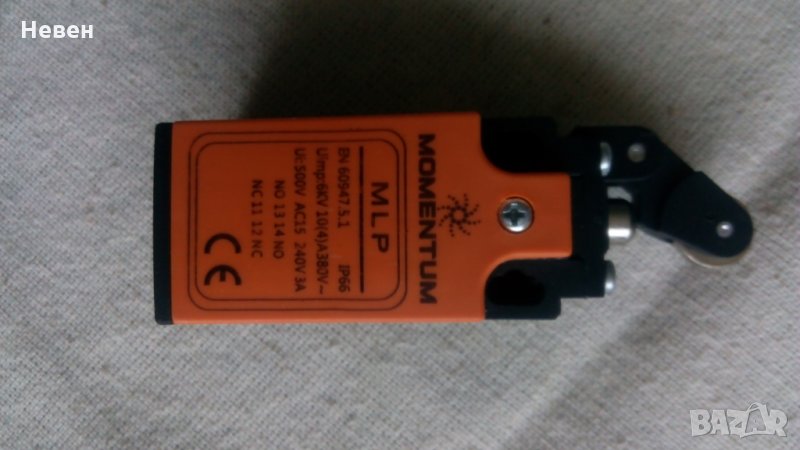 Невен
MOMENTUM
MLP
EN 60947.5.1 IP66
Uimp:6KV 10(4)A380V~
Ui:500V AC15 240V 3A
NO 13 14 NO
NC 11 12 NC
CE
BAZAR